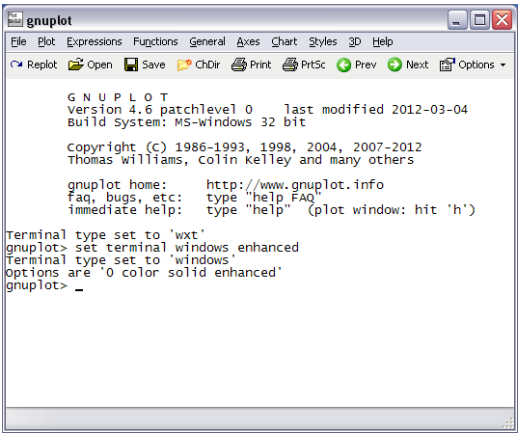 gnuplot
File Plot Expressions Functions General Axes Chart Styles 3D Help
Replot Open Save ChDir Print PrtSc Prev Next Options
G N U P L O T
Version 4.6 patchlevel 0    last modified 2012-03-04
Build System: MS-Windows 32 bit
Copyright (C) 1986-1993, 1998, 2004, 2007-2012
Thomas Williams, Colin Kelley and many others
gnuplot home:     http://www.gnuplot.info
faq, bugs, etc:   type "help FAQ"
immediate help:   type "help"  (plot window: hit 'h')
Terminal type set to 'wxt'
gnuplot> set terminal windows enhanced
Terminal type set to 'windows'
Options are '0 color solid enhanced'
gnuplot> _